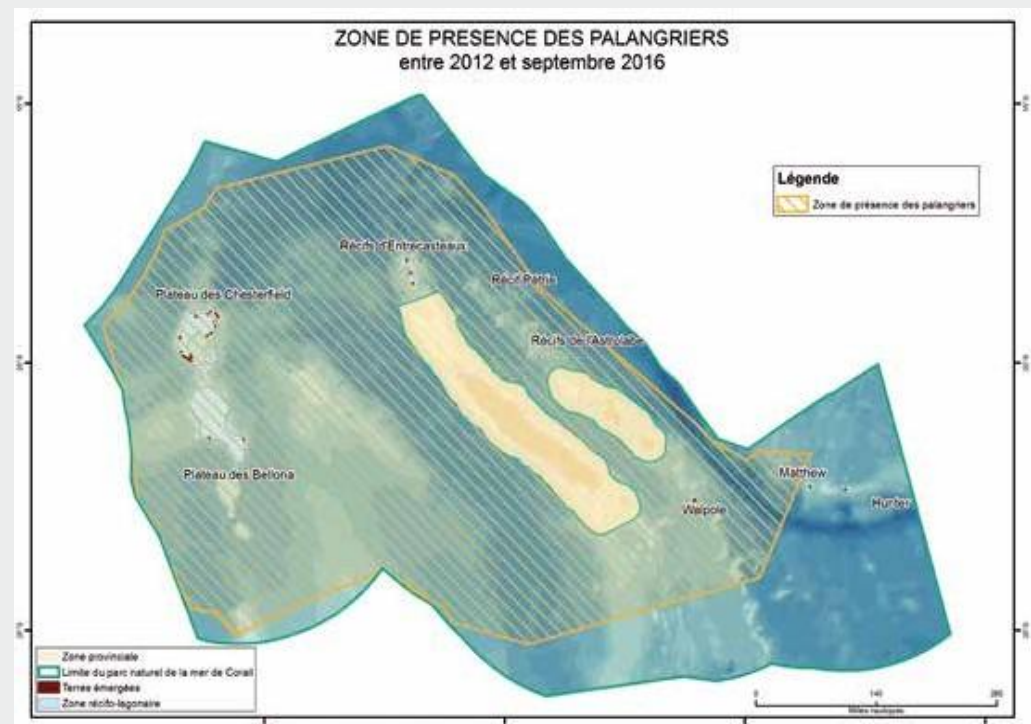 ZONE DE PRESENCE DES PALANGRIERS
entre 2012 et septembre 2016
Légende
Zone de présence des palangriers
Récifs d'Entrecasteaux
Récif Pétrie
Plateau des Chesterfield
Récifs de l'Astrolabe
Plateau des Bellona
Matthew
Hunter
Walpole
Zone provinciale
Limite du parc naturel de la mer de Corail
Terres émergées
Zone récifo-lagonaire
0 140 280
Milles nautiques